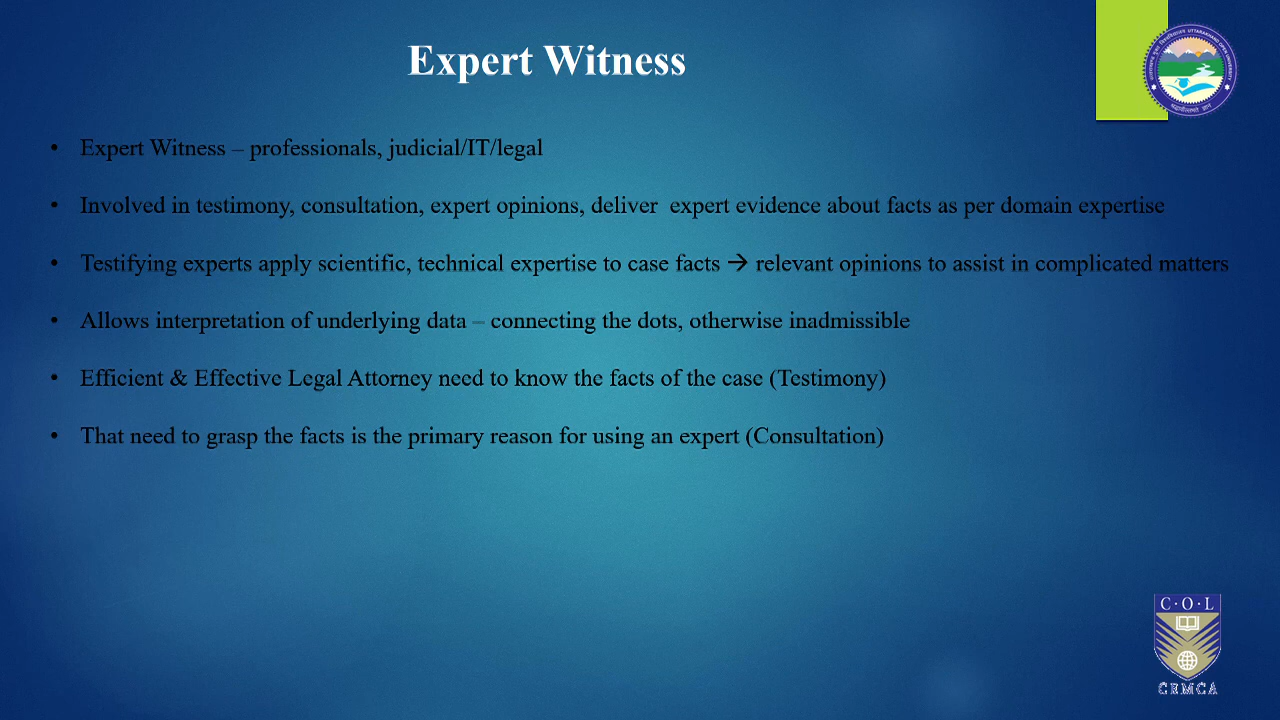 Expert Witness
• Expert Witness – professionals, judicial/IT/legal
• Involved in testimony, consultation, expert opinions, deliver  expert evidence about facts as per domain expertise
• Testifying experts apply scientific, technical expertise to case facts → relevant opinions to assist in complicated matters
• Allows interpretation of underlying data – connecting the dots, otherwise inadmissible
• Efficient & Effective Legal Attorney need to know the facts of the case (Testimony)
• That need to grasp the facts is the primary reason for using an expert (Consultation)
UTTARAKHAND OPEN UNIVERSITY
C·O·L
CRMCA